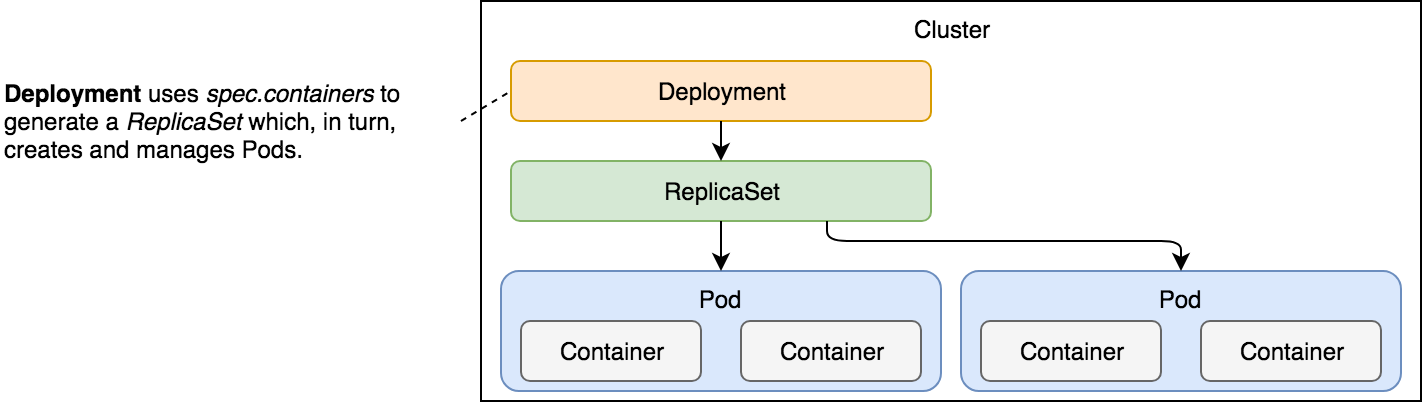 Cluster
Deployment uses spec.containers to
generate a ReplicaSet which, in turn,
creates and manages Pods.
Deployment
ReplicaSet
Pod
Pod
Container
Container
Container
Container